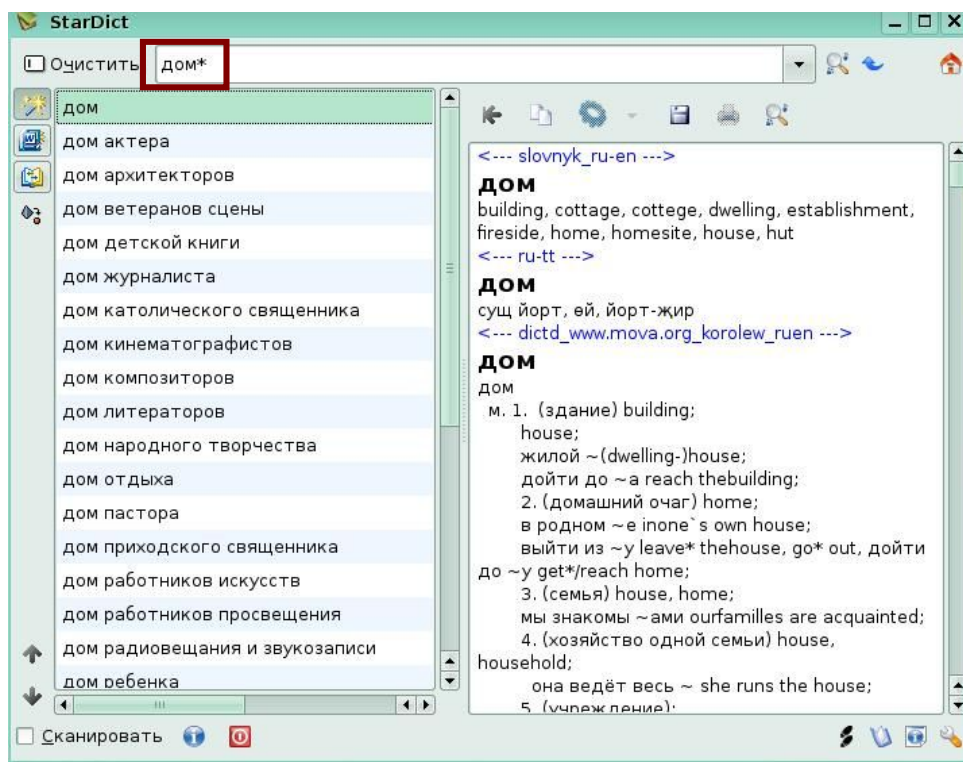 StarDict
Очистить
дом*
дом
дом актера
дом архитекторов
дом ветеранов сцены
дом детской книги
дом журналиста
дом католического священника
дом кинематографистов
дом композиторов
дом литераторов
дом народного творчества
дом отдыха
дом пастора
дом приходского священника
дом работников искусств
дом работников просвещения
дом радиовещания и звукозаписи
дом ребенка
<--- slovnyk_ru-en --->
дом
building, cottage, cottege, dwelling, establishment,
fireside, home, homesite, house, hut
<--- ru-tt --->
дом
сущ йорт, өй, йорт-җир
<--- dictd_www.mova.org_korolew_ruen --->
дом
дом
м. 1. (здание) building;
house;
жилой ~(dwelling-)house;
дойти до ~а reach thebuilding;
2. (домашний очаг) home;
в родном ~е inone`s own house;
выйти из ~у leave* thehouse, go* out, дойти
до ~у get*/reach home;
3. (семья) house, home;
мы знакомы ~ами ourfamilles are acquainted;
4. (хозяйство одной семьи) house,
household;
она ведёт весь ~ she runs the house;
5. (учреждение);
Сканировать